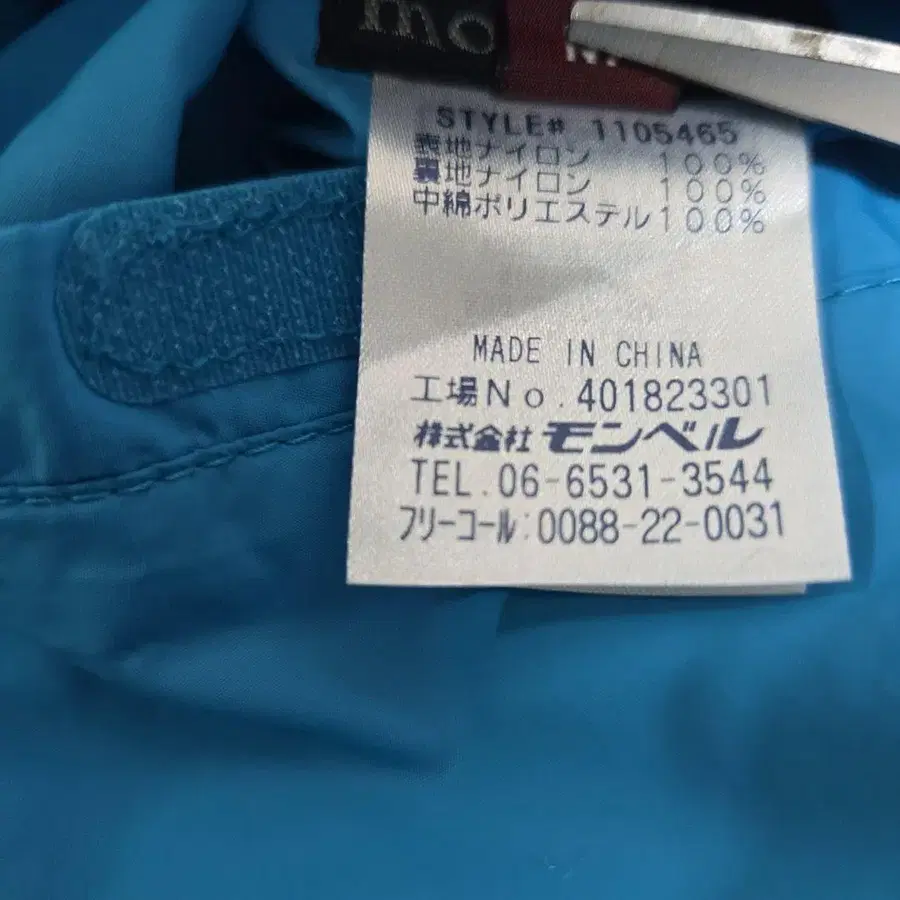 mo
STYLE# 1105465
表地ナイロン 100%
裏地ナイロン 100%
中綿ポリエステル100%
MADE IN CHINA
工場No.401823301
株式会社モンベル
TEL.06-6531-3544
フリーコール:0088-22-0031